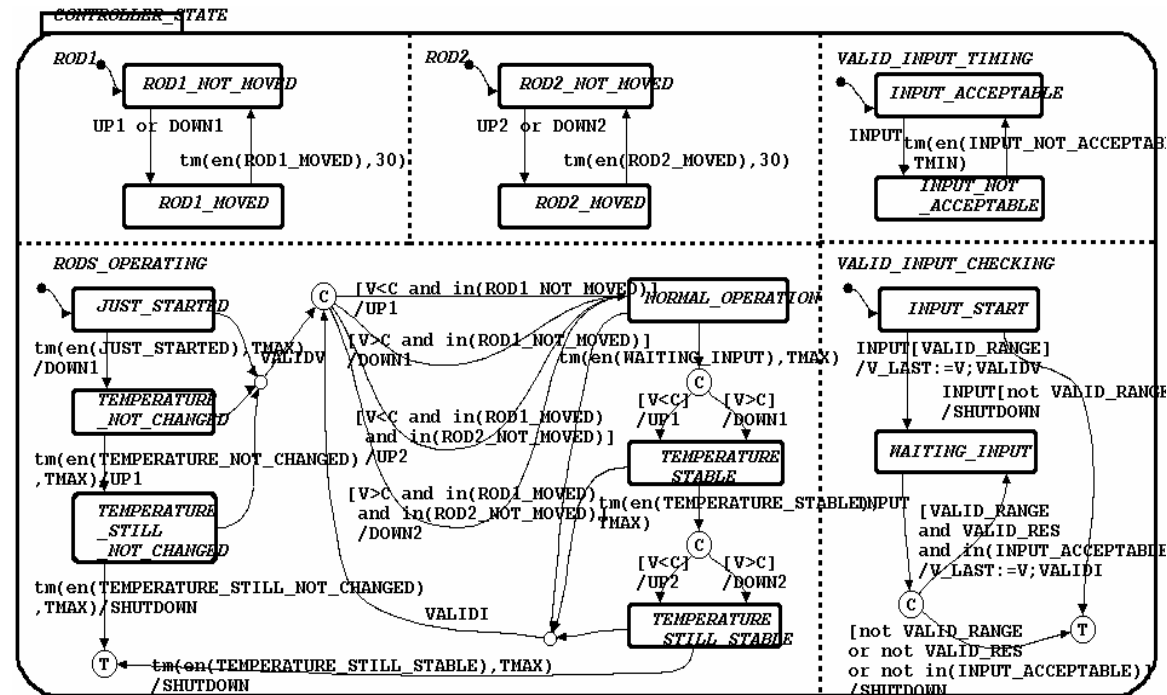 CONTROLLER_STATE
ROD1
ROD1_NOT_MOVED
UP1 or DOWN1
tm(en(ROD1_MOVED),30)
ROD1_MOVED
ROD2
ROD2_NOT_MOVED
UP2 or DOWN2
tm(en(ROD2_MOVED),30)
ROD2_MOVED
VALID_INPUT_TIMING
INPUT_ACCEPTABLE
INPUT
tm(en(INPUT_NOT_ACCEPTABLE
TMIN)
INPUT_NOT
_ACCEPTABLE
RODS_OPERATING
JUST_STARTED
tm(en(JUST_STARTED),TMAX)
/DOWN1
VALIDV
TEMPERATURE
_NOT_CHANGED
tm(en(TEMPERATURE_NOT_CHANGED)
,TMAX)/UP1
TEMPERATURE
_STILL
_NOT_CHANGED
tm(en(TEMPERATURE_STILL_NOT_CHANGED)
,TMAX)/SHUTDOWN
T
C
[V<C and in(ROD1_NOT_MOVED)]
/UP1
[V>C and in(ROD1_NOT_MOVED)]
/DOWN1
[V<C and in(ROD1_MOVED)
and in(ROD2_NOT_MOVED)]
/UP2
[V>C and in(ROD1_MOVED)
and in(ROD2_NOT_MOVED)]
/DOWN2
VALIDI
NORMAL_OPERATION
tm(en(WAITING_INPUT),TMAX)
C
[V<C]
/UP1
[V>C]
/DOWN1
TEMPERATURE
_STABLE
tm(en(TEMPERATURE_STABLE),
TMAX)
C
[V<C]
/UP2
[V>C]
/DOWN2
TEMPERATURE
_STILL_STABLE
tm(en(TEMPERATURE_STILL_STABLE),TMAX)
/SHUTDOWN
VALID_INPUT_CHECKING
INPUT_START
INPUT[VALID_RANGE]
/V_LAST:=V;VALIDV
INPUT[not VALID_RANGE
/SHUTDOWN
WAITING_INPUT
INPUT
[VALID_RANGE
and VALID_RES
and in(INPUT_ACCEPTABLE
/V_LAST:=V;VALIDI
C
T
[not VALID_RANGE
or not VALID_RES
or not in(INPUT_ACCEPTABLE)]
/SHUTDOWN